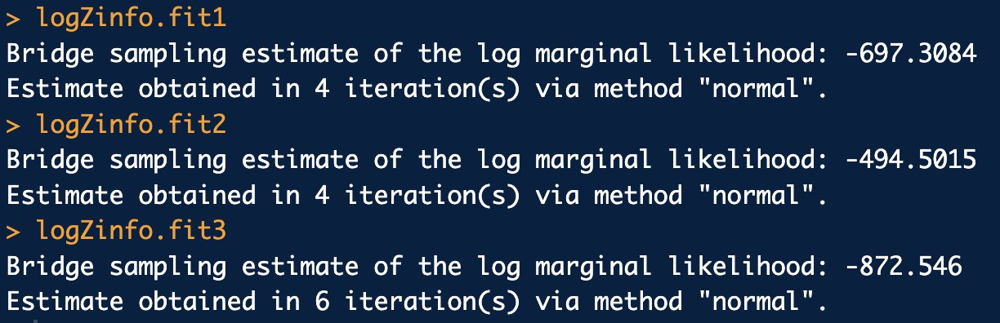 > logZinfo.fit1
Bridge sampling estimate of the log marginal likelihood: -697.3084
Estimate obtained in 4 iteration(s) via method "normal".
> logZinfo.fit2
Bridge sampling estimate of the log marginal likelihood: -494.5015
Estimate obtained in 4 iteration(s) via method "normal".
> logZinfo.fit3
Bridge sampling estimate of the log marginal likelihood: -872.546
Estimate obtained in 6 iteration(s) via method "normal".